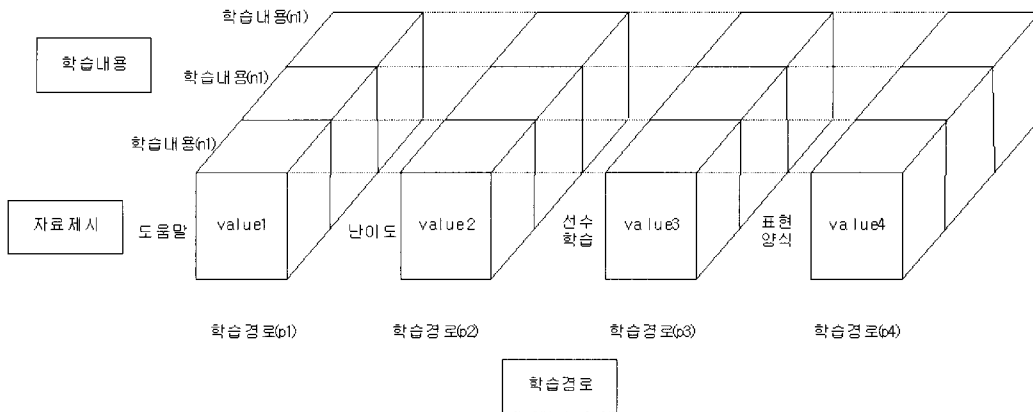 학습내용(n1)
학습내용
학습내용(n1)
학습내용(n1)
자료제시
도움말
value1
난이도
value2
선수
학습
value3
표현
양식
value4
학습경로(p1)
학습경로(p2)
학습경로(p3)
학습경로(p4)
학습경로